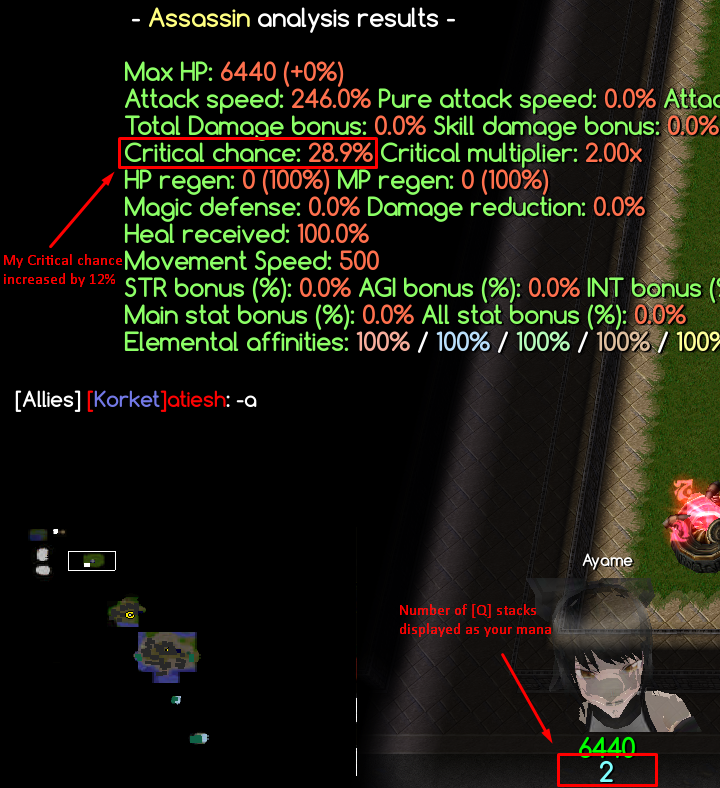 - Assassin analysis results -
Max HP: 6440 (+0%)
Attack speed: 246.0% Pure attack speed: 0.0% Attac
Total Damage bonus: 0.0% Skill damage bonus: 0.0%
Critical chance: 28.9% Critical multiplier: 2.00x
HP regen: 0 (100%) MP regen: 0 (100%)
Magic defense: 0.0% Damage reduction: 0.0%
Heal received: 100.0%
My Critical chance
increased by 12%
Movement Speed: 500
STR bonus (%): 0.0% AGI bonus (%): 0.0% INT bonus (%
Main stat bonus (%): 0.0% All stat bonus (%): 0.0%
Elemental affinities: 100% / 100% / 100% / 100% / 100%
[Allies] [Korket]atiesh: -a
Ayame
Number of [Q] stacks
displayed as your mana
6440
2